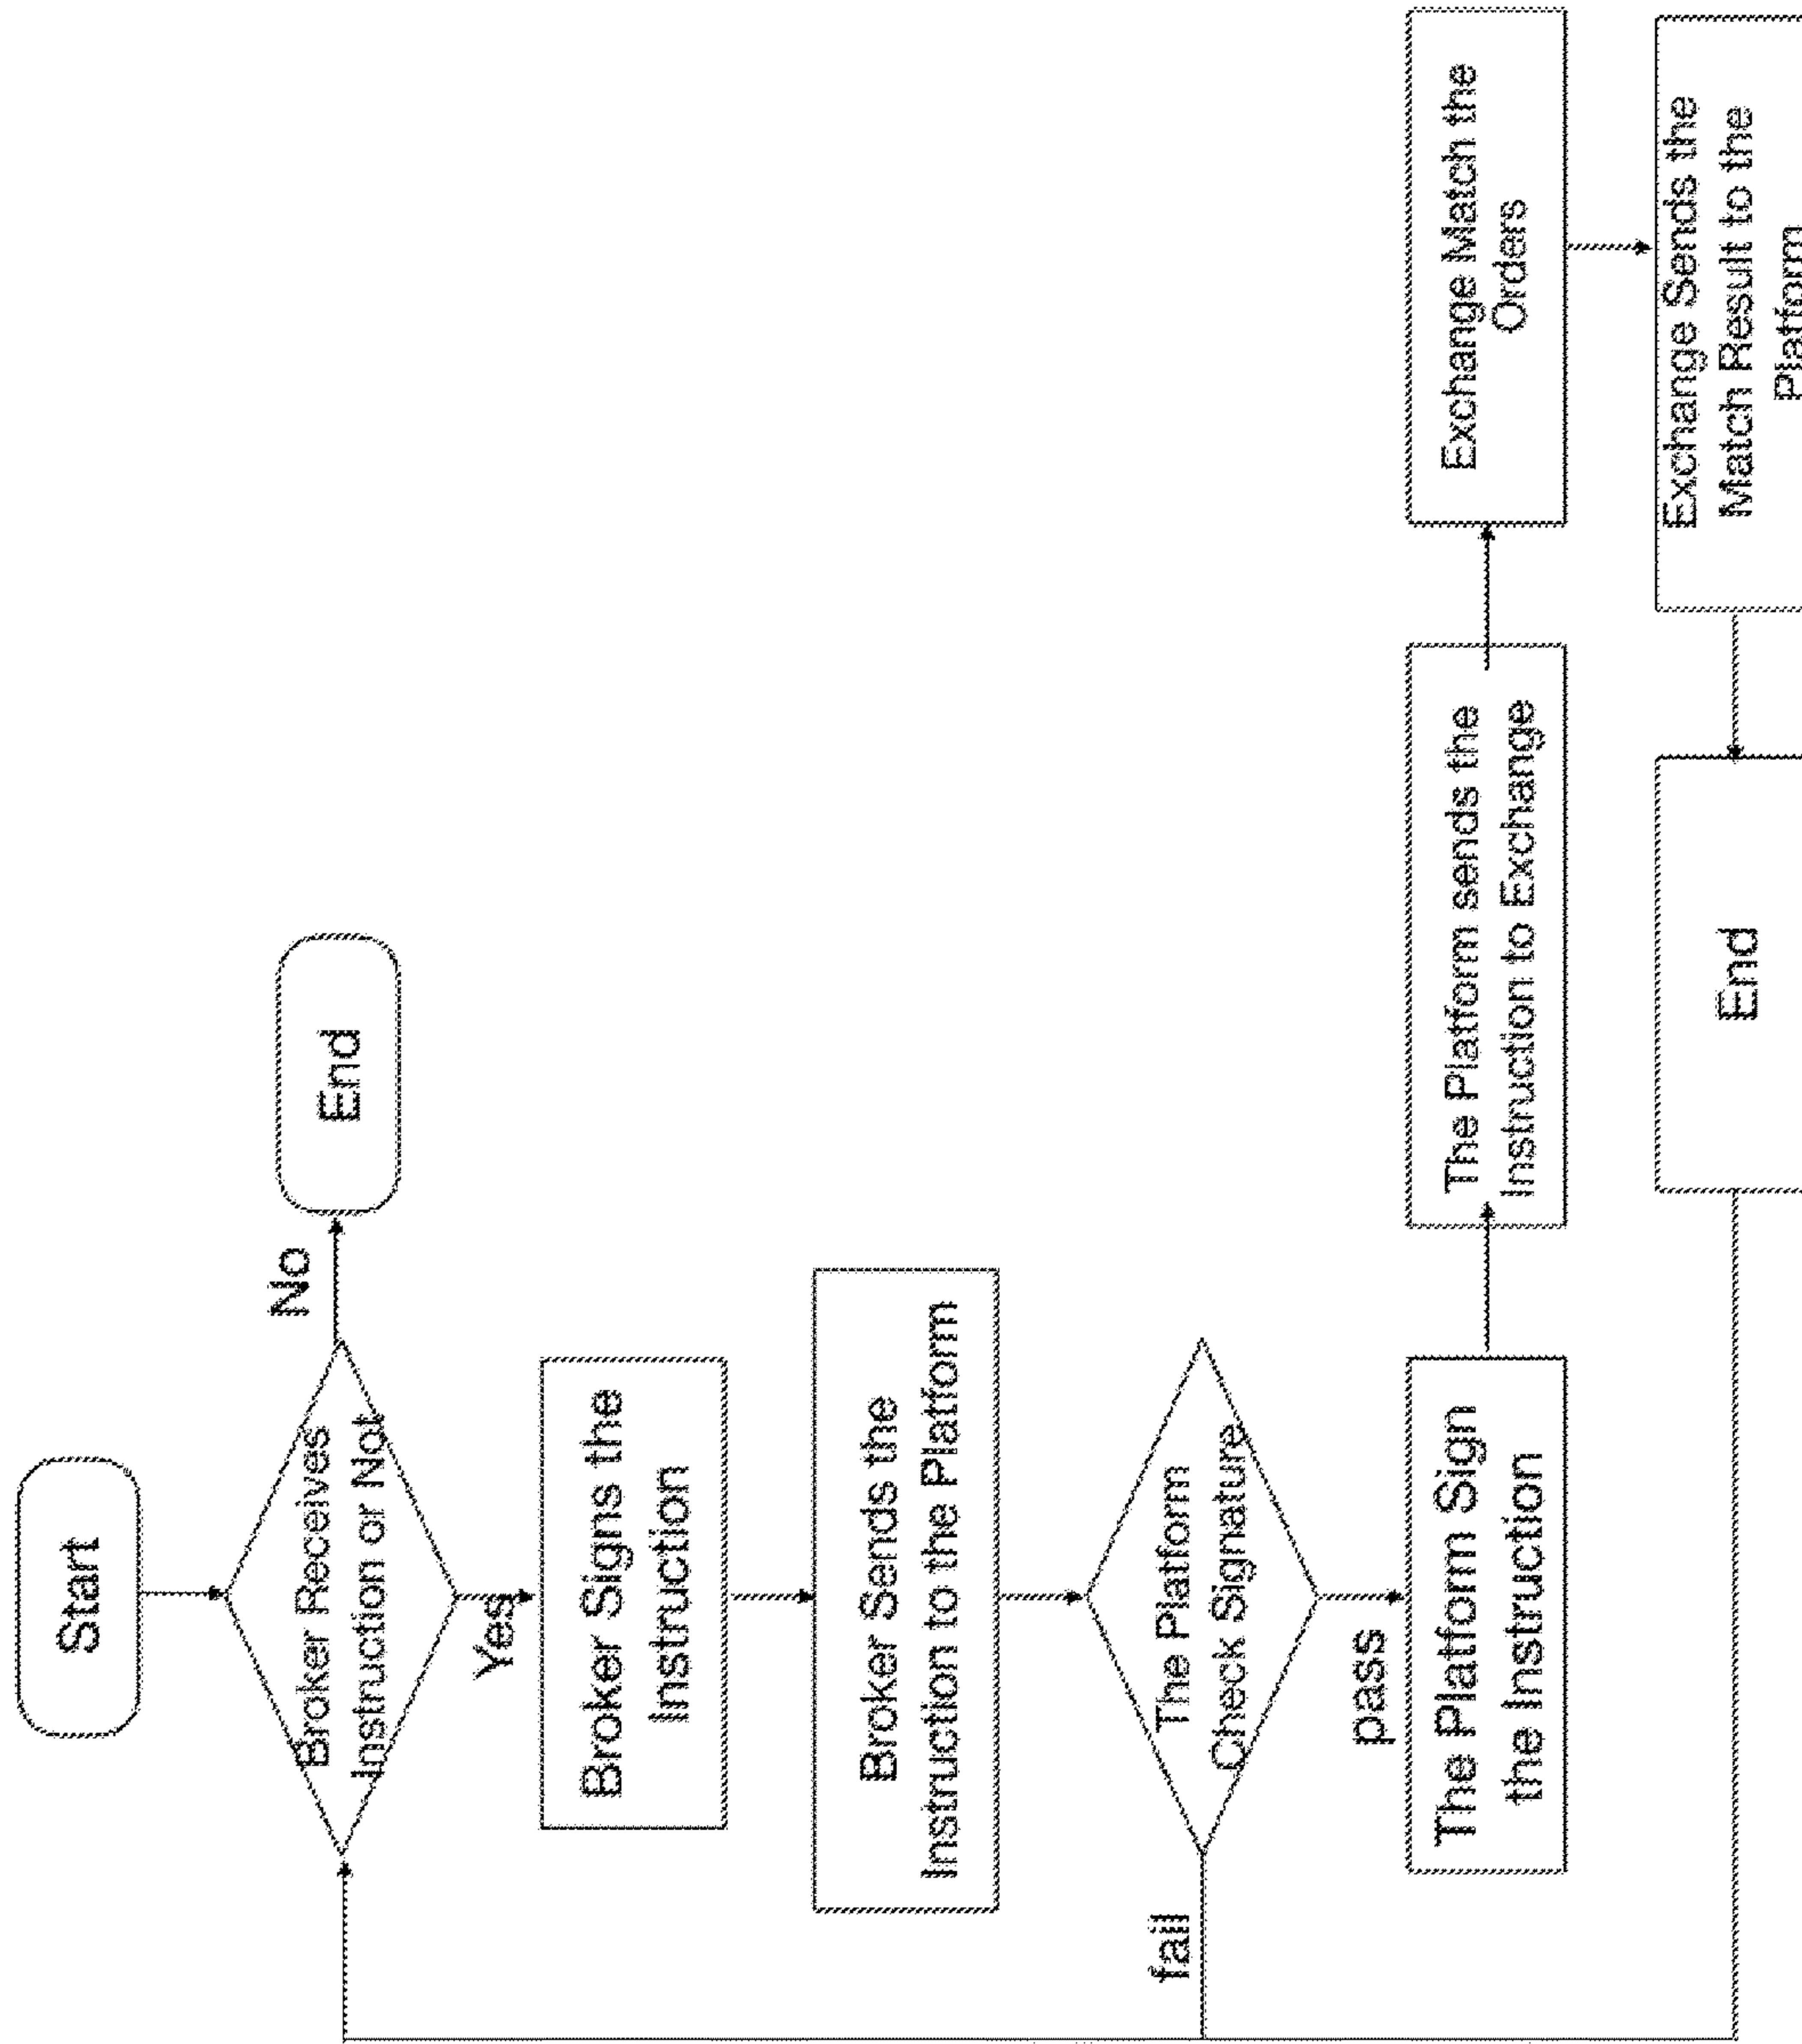 Start
Broker Receives
Instruction or Not
No
End
Yes
Broker Signs the
Instruction
Broker Sends the
Instruction to the Platform
The Platform
Check Signature
fail
pass
The Platform Sign
the Instruction
The Platform sends the
Instruction to Exchange
Exchange Match the
Orders
Exchange Sends the
Match Result to the
Platform
End